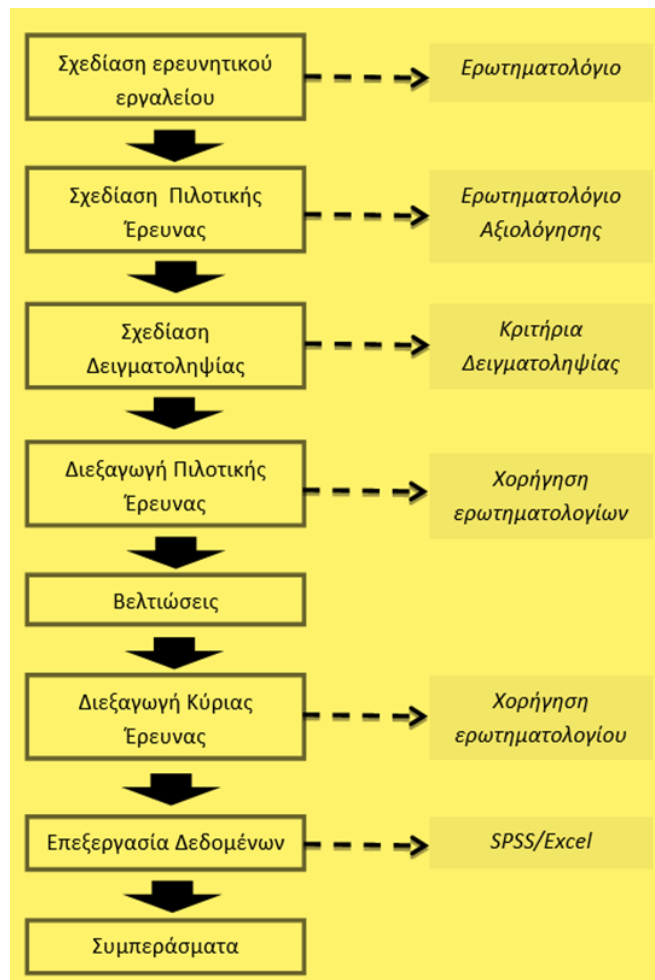 Σχεδίαση ερευνητικού
εργαλείου
Ερωτηματολόγιο
Σχεδίαση Πιλοτικής
Έρευνας
Ερωτηματολόγιο
Αξιολόγησης
Σχεδίαση
Δειγματοληψίας
Κριτήρια
Δειγματοληψίας
Διεξαγωγή Πιλοτικής
Έρευνας
Χορήγηση
ερωτηματολογίων
Βελτιώσεις
Διεξαγωγή Κύριας
Έρευνας
Χορήγηση
ερωτηματολογίου
Επεξεργασία Δεδομένων
SPSS/Excel
Συμπεράσματα